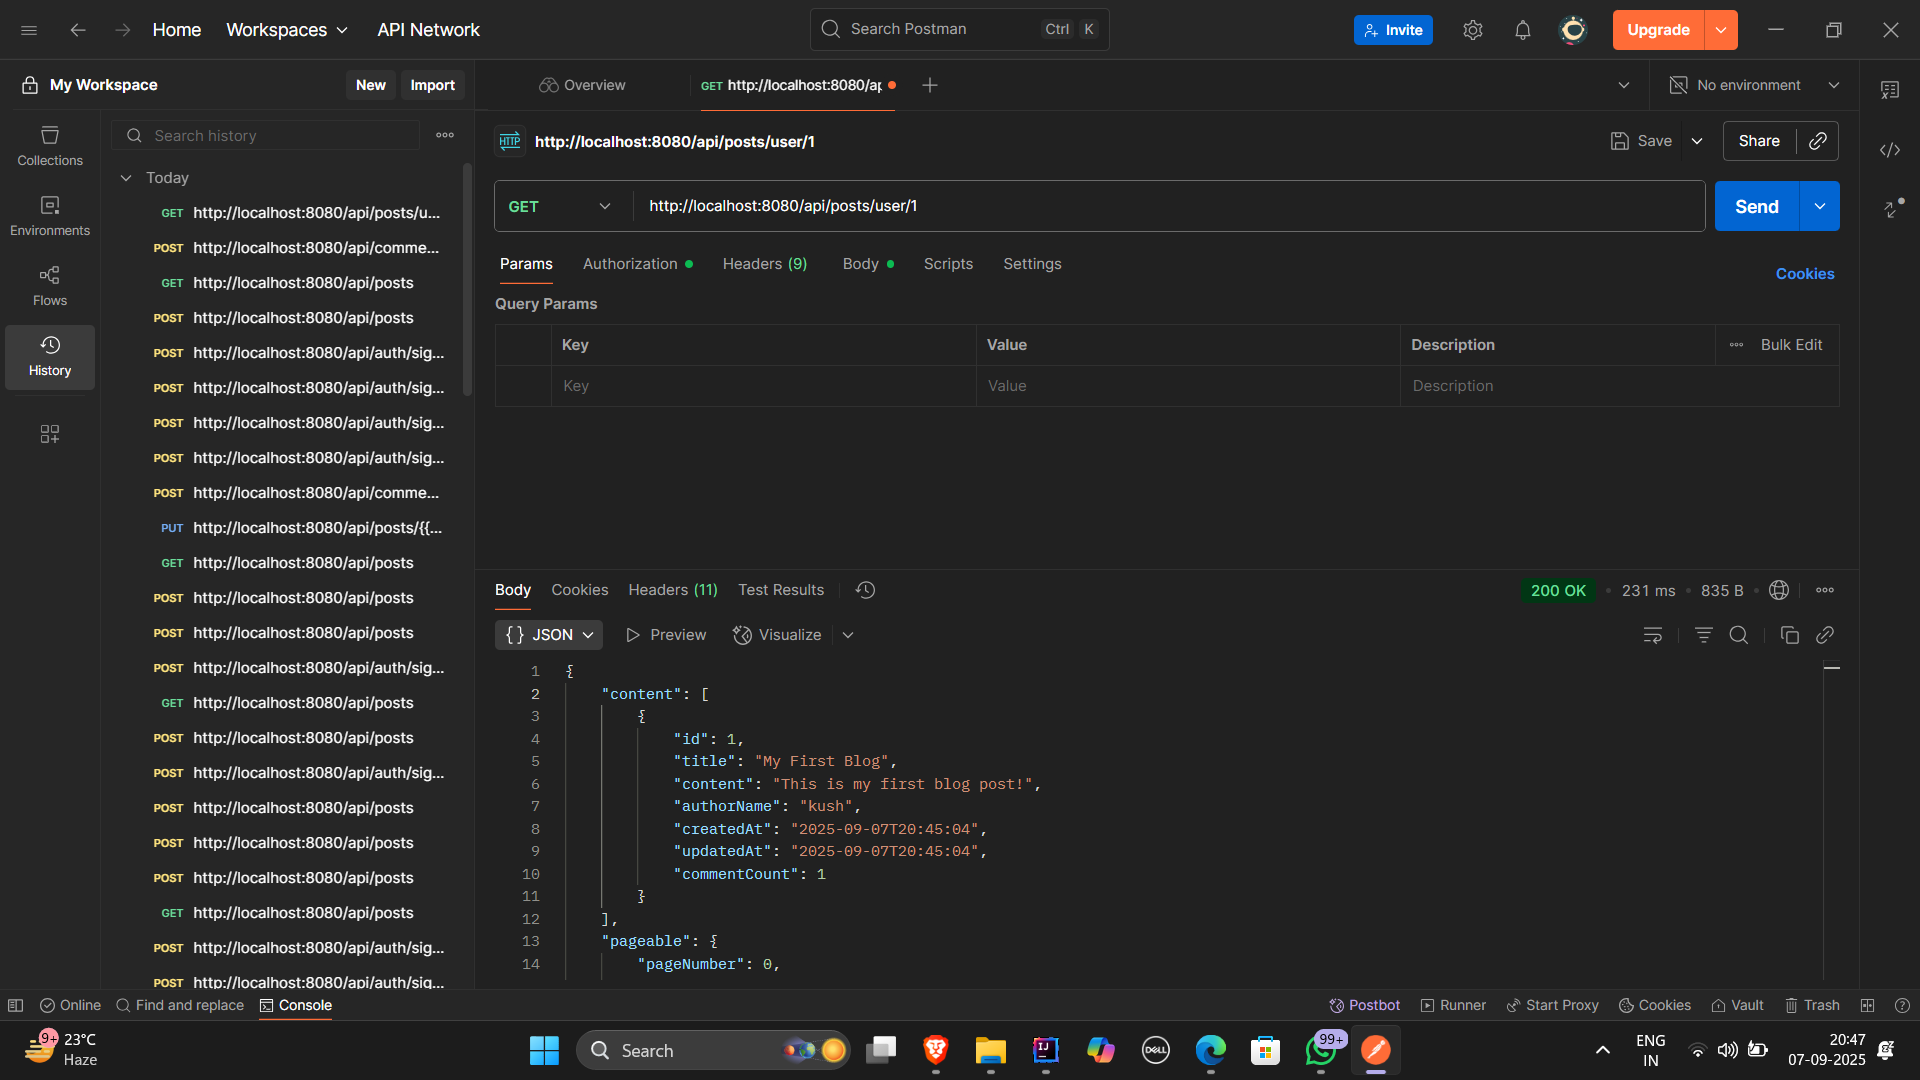 Home
Workspaces
API Network
Search Postman
Ctrl K
Invite
Upgrade
My Workspace
New
Import
Overview
GET http://localhost:8080/ap
No environment
Search history
Collections
Environments
Flows
History
Today
GET http://localhost:8080/api/posts/u...
POST http://localhost:8080/api/comme...
GET http://localhost:8080/api/posts
POST http://localhost:8080/api/posts
POST http://localhost:8080/api/auth/sig...
POST http://localhost:8080/api/auth/sig...
POST http://localhost:8080/api/auth/sig...
POST http://localhost:8080/api/auth/sig...
POST http://localhost:8080/api/comme...
PUT http://localhost:8080/api/posts/{{...
GET http://localhost:8080/api/posts
POST http://localhost:8080/api/posts
POST http://localhost:8080/api/posts
POST http://localhost:8080/api/auth/sig...
GET http://localhost:8080/api/posts
POST http://localhost:8080/api/posts
POST http://localhost:8080/api/auth/sig...
POST http://localhost:8080/api/posts
POST http://localhost:8080/api/posts
POST http://localhost:8080/api/posts
GET http://localhost:8080/api/posts
POST http://localhost:8080/api/auth/sig...
POST http://localhost:8080/api/auth/sig...
HTTP http://localhost:8080/api/posts/user/1
Save
Share
GET http://localhost:8080/api/posts/user/1
Send
Params Authorization Headers (9) Body Scripts Settings
Cookies
Query Params
Key Value Description Bulk Edit
Key Value Description
Body Cookies Headers (11) Test Results
200 OK 231 ms 835 B
{} JSON Preview Visualize
1 {
2 "content": [
3 {
4 "id": 1,
5 "title": "My First Blog",
6 "content": "This is my first blog post!",
7 "authorName": "kush",
8 "createdAt": "2025-09-07T20:45:04",
9 "updatedAt": "2025-09-07T20:45:04",
10 "commentCount": 1
11 }
12 ],
13 "pageable": {
14 "pageNumber": 0,
Online Find and replace Console
Postbot Runner Start Proxy Cookies Vault Trash
9+ 23°C
Haze
Search
IJ
DELL
99+
ENG
IN
20:47
07-09-2025